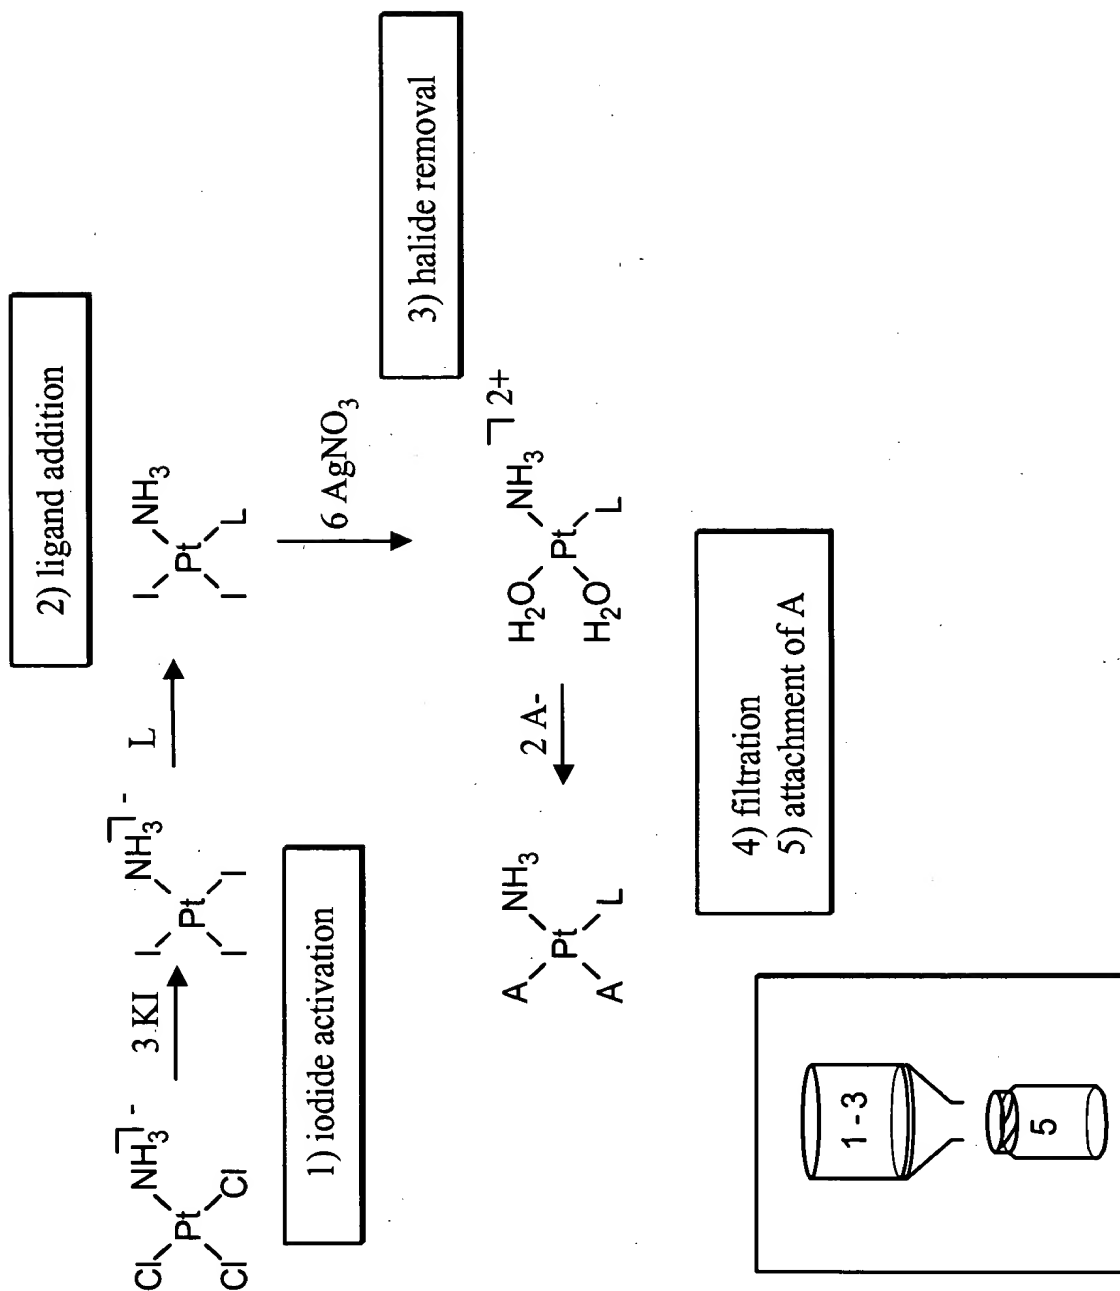 Cl
Cl
Pt
NH3
Cl
-
3 KI
I
I
Pt
NH3
I
-
L
I
I
Pt
NH3
L
1) iodide activation
2) ligand addition
6 AgNO3
3) halide removal
H2O
H2O
Pt
NH3
L
2+
2 A-
A
A
Pt
NH3
L
4) filtration
5) attachment of A
1-3
5